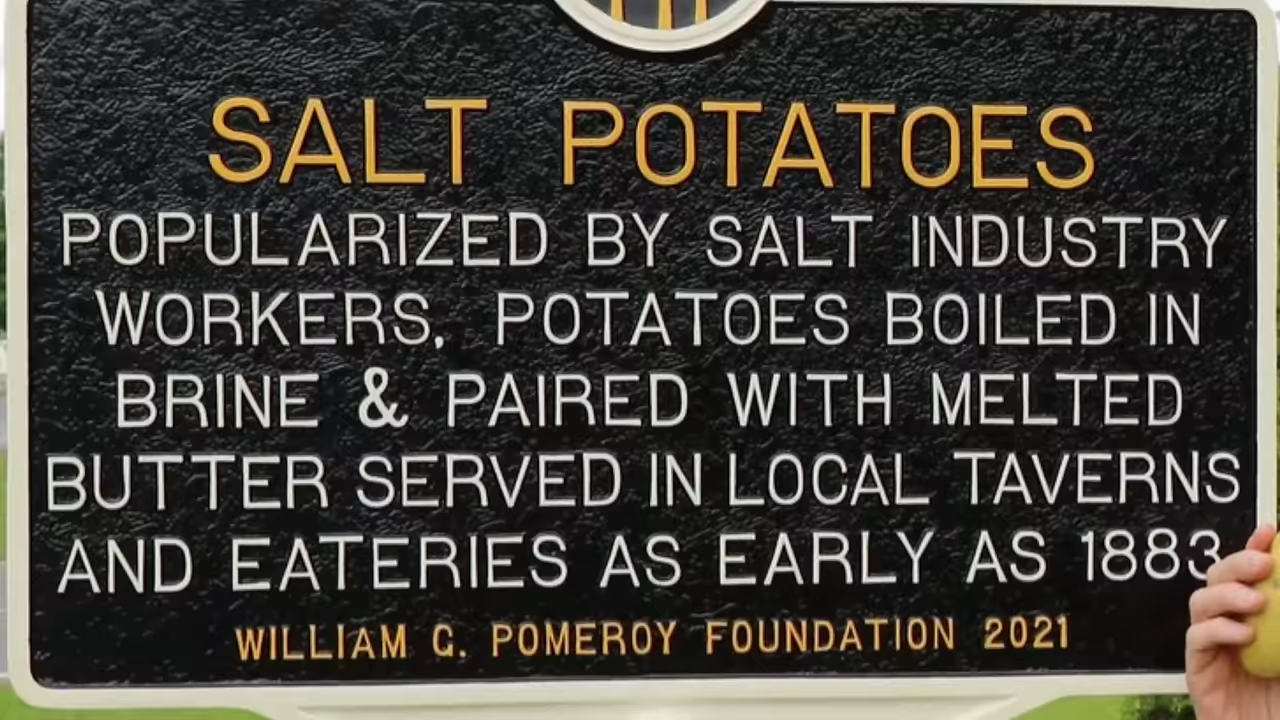 SALT POTATOES
POPULARIZED BY SALT INDUSTRY
WORKERS. POTATOES BOILED IN
BRINE & PAIRED WITH MELTED
BUTTER SERVED IN LOCAL TAVERNS
AND EATERIES AS EARLY AS 1883
WILLIAM G. POMEROY FOUNDATION 2021